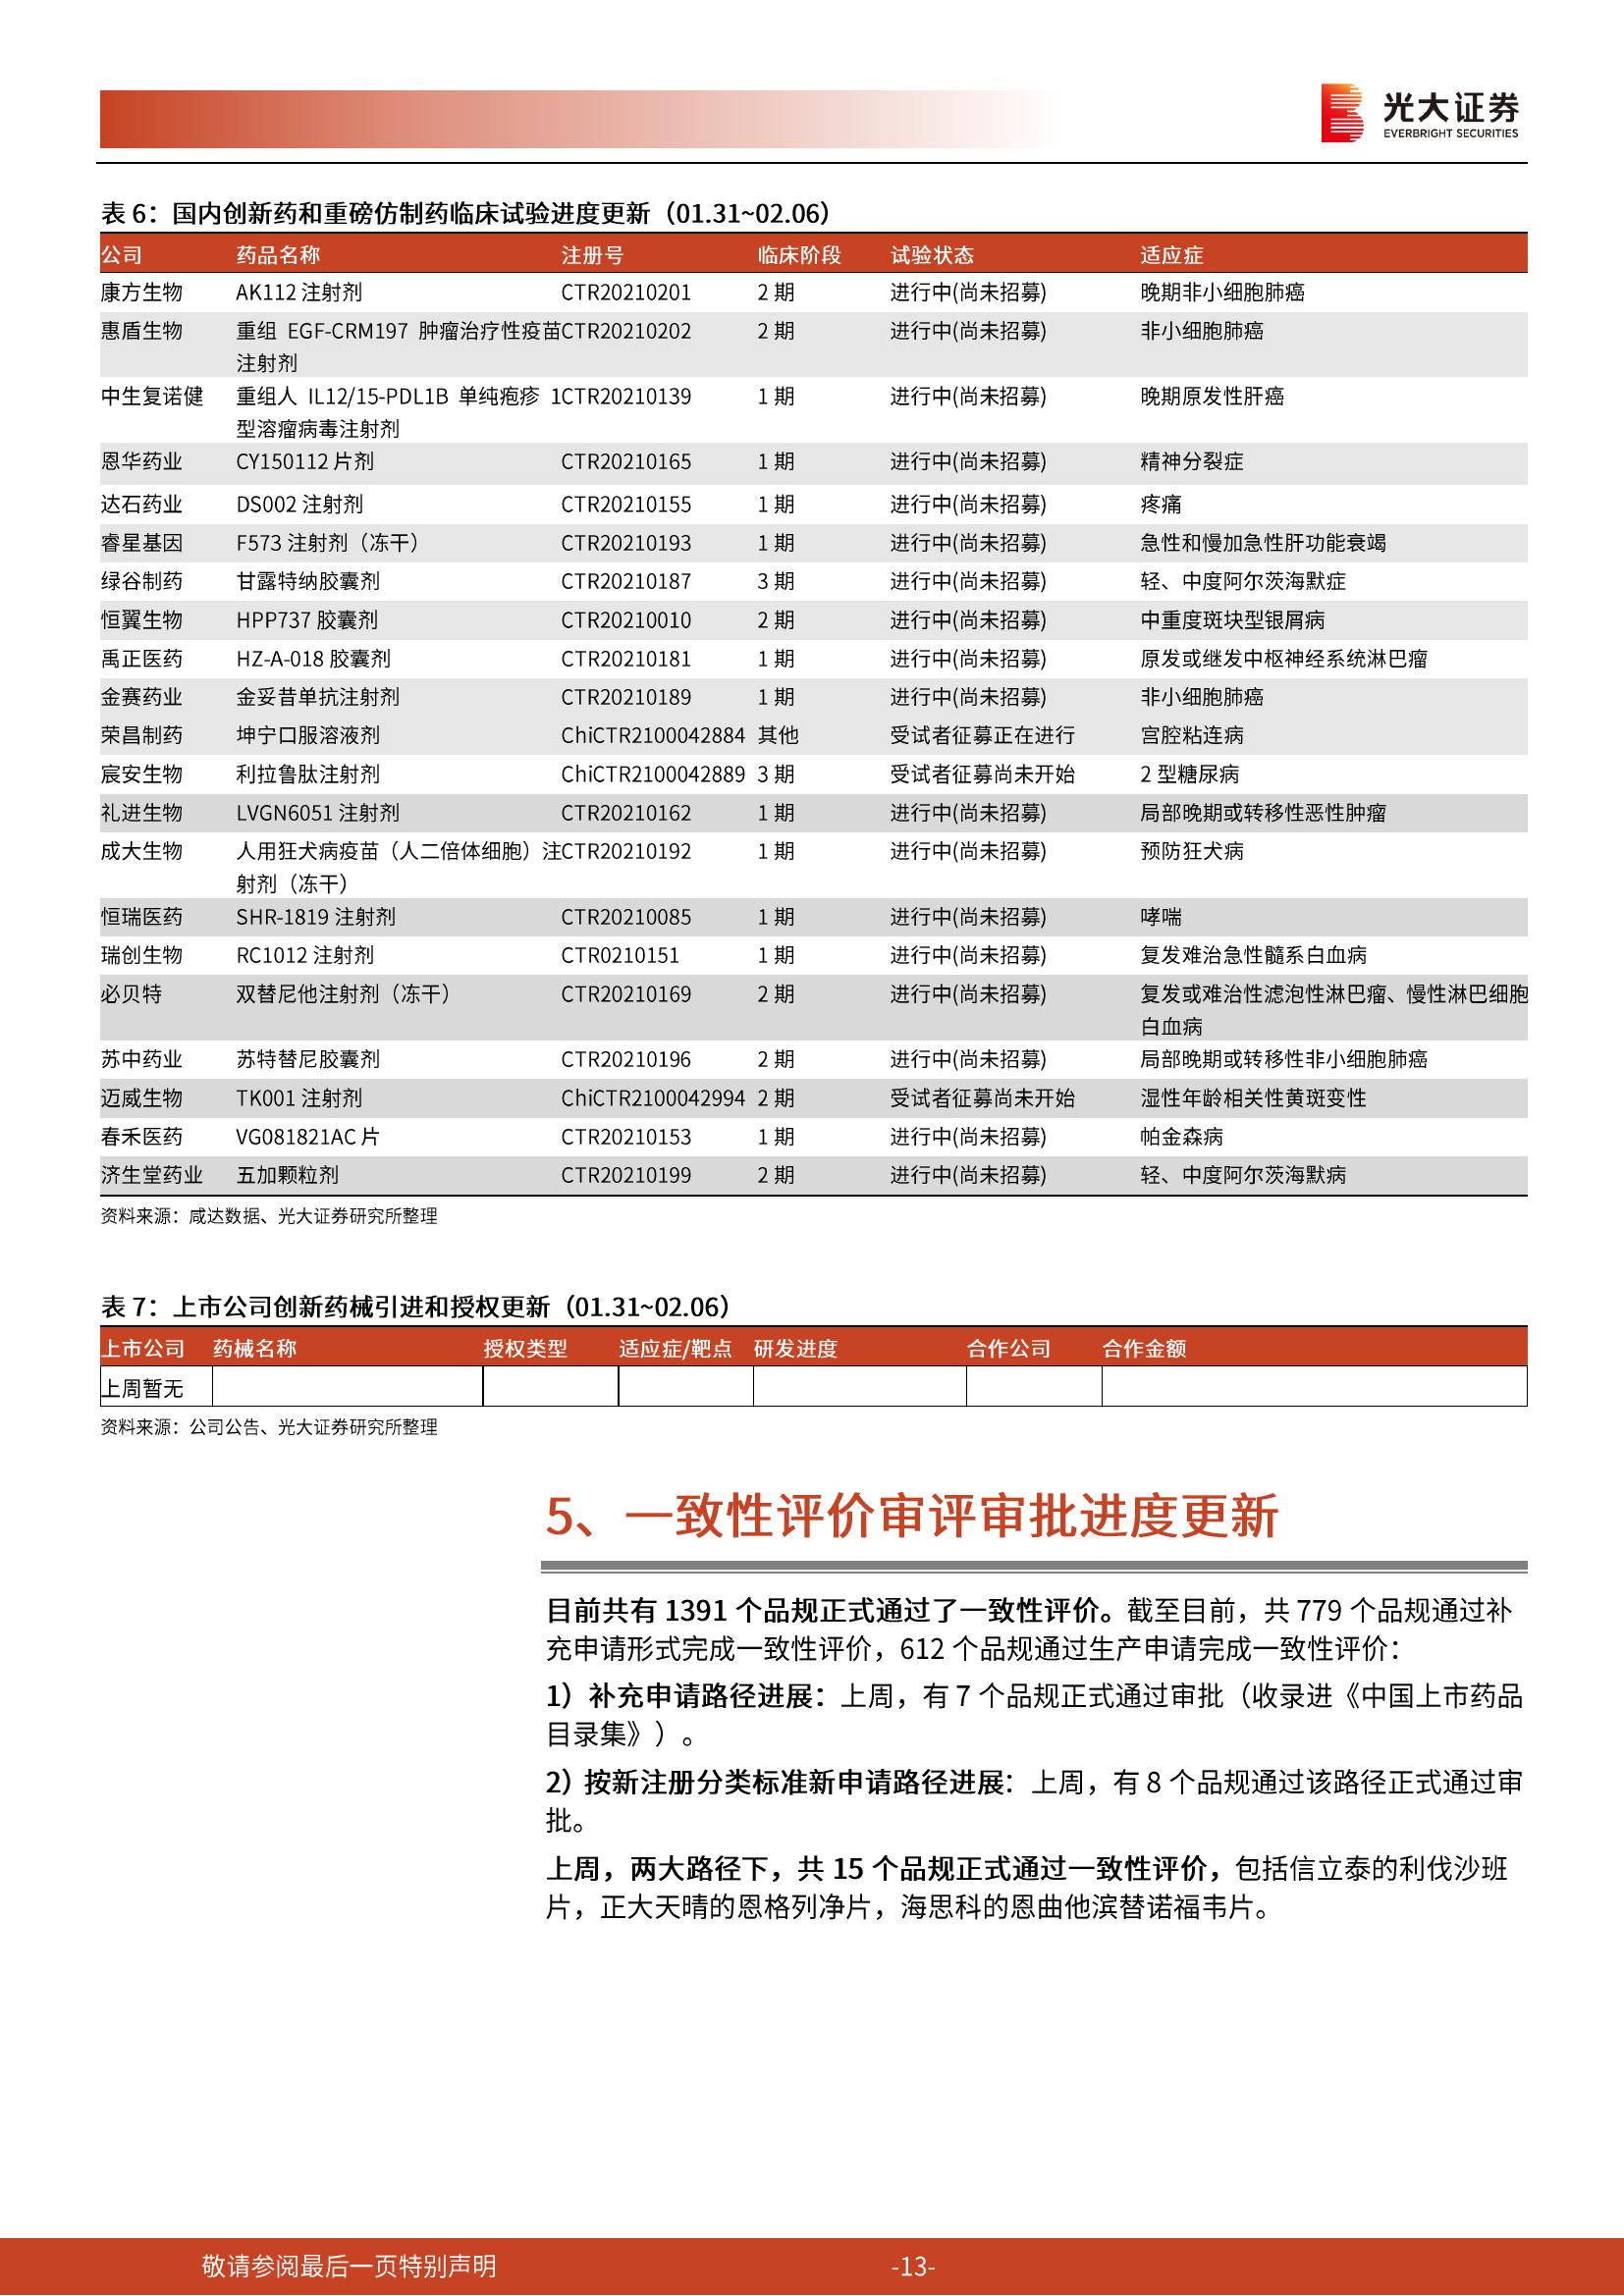 光大证券
EVERBRIGHT SECURITIES
表 6：国内创新药和重磅仿制药临床试验进度更新（01.31~02.06）
公司 药品名称 注册号 临床阶段 试验状态 适应症
康方生物 AK112 注射剂 CTR20210201 2 期 进行中(尚未招募) 晚期非小细胞肺癌
惠盾生物 重组 EGF-CRM197 肿瘤治疗性疫苗 CTR20210202 2 期 进行中(尚未招募) 非小细胞肺癌
注射剂
中生复诺健 重组人 IL12/15-PDL1B 单纯疱疹 1 CTR20210139 1 期 进行中(尚未招募) 晚期原发性肝癌
型溶瘤病毒注射剂
恩华药业 CY150112 片剂 CTR20210165 1 期 进行中(尚未招募) 精神分裂症
达石药业 DS002 注射剂 CTR20210155 1 期 进行中(尚未招募) 疼痛
睿星基因 F573 注射剂（冻干） CTR20210193 1 期 进行中(尚未招募) 急性和慢加急性肝功能衰竭
绿谷制药 甘露特纳胶囊剂 CTR20210187 3 期 进行中(尚未招募) 轻、中度阿尔茨海默症
恒翼生物 HPP737 胶囊剂 CTR20210010 2 期 进行中(尚未招募) 中重度斑块型银屑病
禹正医药 HZ-A-018 胶囊剂 CTR20210181 1 期 进行中(尚未招募) 原发或继发中枢神经系统淋巴瘤
金赛药业 金妥昔单抗注射剂 CTR20210189 1 期 进行中(尚未招募) 非小细胞肺癌
荣昌制药 坤宁口服溶液剂 ChiCTR2100042884 其他 受试者征募正在进行 宫腔粘连病
宸安生物 利拉鲁肽注射剂 ChiCTR2100042889 3 期 受试者征募尚未开始 2 型糖尿病
礼进生物 LVGN6051 注射剂 CTR20210162 1 期 进行中(尚未招募) 局部晚期或转移性恶性肿瘤
成大生物 人用狂犬病疫苗（人二倍体细胞）注 CTR20210192 1 期 进行中(尚未招募) 预防狂犬病
射剂（冻干）
恒瑞医药 SHR-1819 注射剂 CTR20210085 1 期 进行中(尚未招募) 哮喘
瑞创生物 RC1012 注射剂 CTR0210151 1 期 进行中(尚未招募) 复发难治急性髓系白血病
必贝特 双替尼他注射剂（冻干） CTR20210169 2 期 进行中(尚未招募) 复发或难治性滤泡性淋巴瘤、慢性淋巴细胞
白血病
苏中药业 苏特替尼胶囊剂 CTR20210196 2 期 进行中(尚未招募) 局部晚期或转移性非小细胞肺癌
迈威生物 TK001 注射剂 ChiCTR2100042994 2 期 受试者征募尚未开始 湿性年龄相关性黄斑变性
春禾医药 VG081821AC 片 CTR20210153 1 期 进行中(尚未招募) 帕金森病
济生堂药业 五加颗粒剂 CTR20210199 2 期 进行中(尚未招募) 轻、中度阿尔茨海默病
资料来源：咸达数据、光大证券研究所整理
表 7：上市公司创新药械引进和授权更新（01.31~02.06）
上市公司 药械名称 授权类型 适应症/靶点 研发进度 合作公司 合作金额
上周暂无
资料来源：公司公告、光大证券研究所整理
5、一致性评价审评审批进度更新
目前共有 1391 个品规正式通过了一致性评价。截至目前，共 779 个品规通过补
充申请形式完成一致性评价，612 个品规通过生产申请完成一致性评价：
1）补充申请路径进展：上周，有 7 个品规正式通过审批（收录进《中国上市药品
目录集》）。
2）按新注册分类标准新申请路径进展：上周，有 8 个品规通过该路径正式通过审
批。
上周，两大路径下，共 15 个品规正式通过一致性评价，包括信立泰的利伐沙班
片，正大天晴的恩格列净片，海思科的恩曲他滨替诺福韦片。
敬请参阅最后一页特别声明 -13-